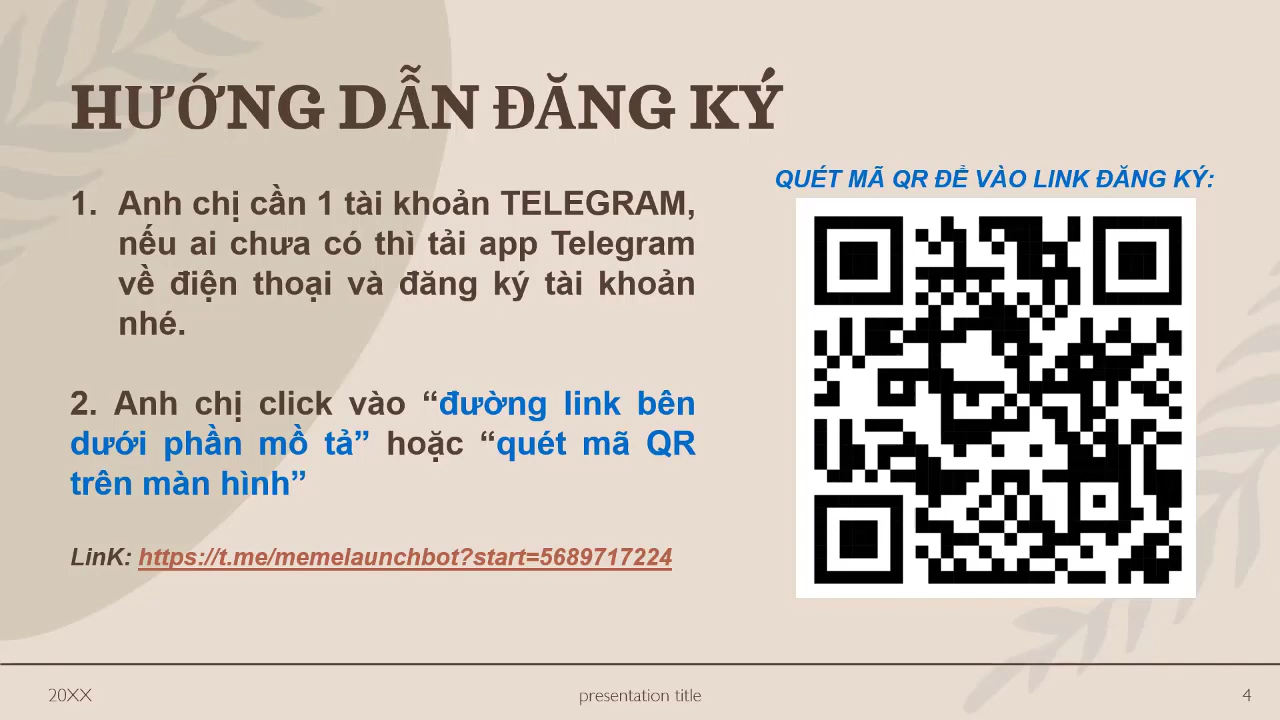 HƯỚNG DẪN ĐĂNG KÝ
QUÉT MÃ QR ĐỂ VÀO LINK ĐĂNG KÝ:
1. Anh chị cần 1 tài khoản TELEGRAM,
nếu ai chưa có thì tải app Telegram
về điện thoại và đăng ký tài khoản
nhé.
2. Anh chị click vào “đường link bên
dưới phần mồ tả” hoặc “quét mã QR
trên màn hình”
LinK: https://t.me/memelaunchbot?start=5689717224
20XX
presentation title
4